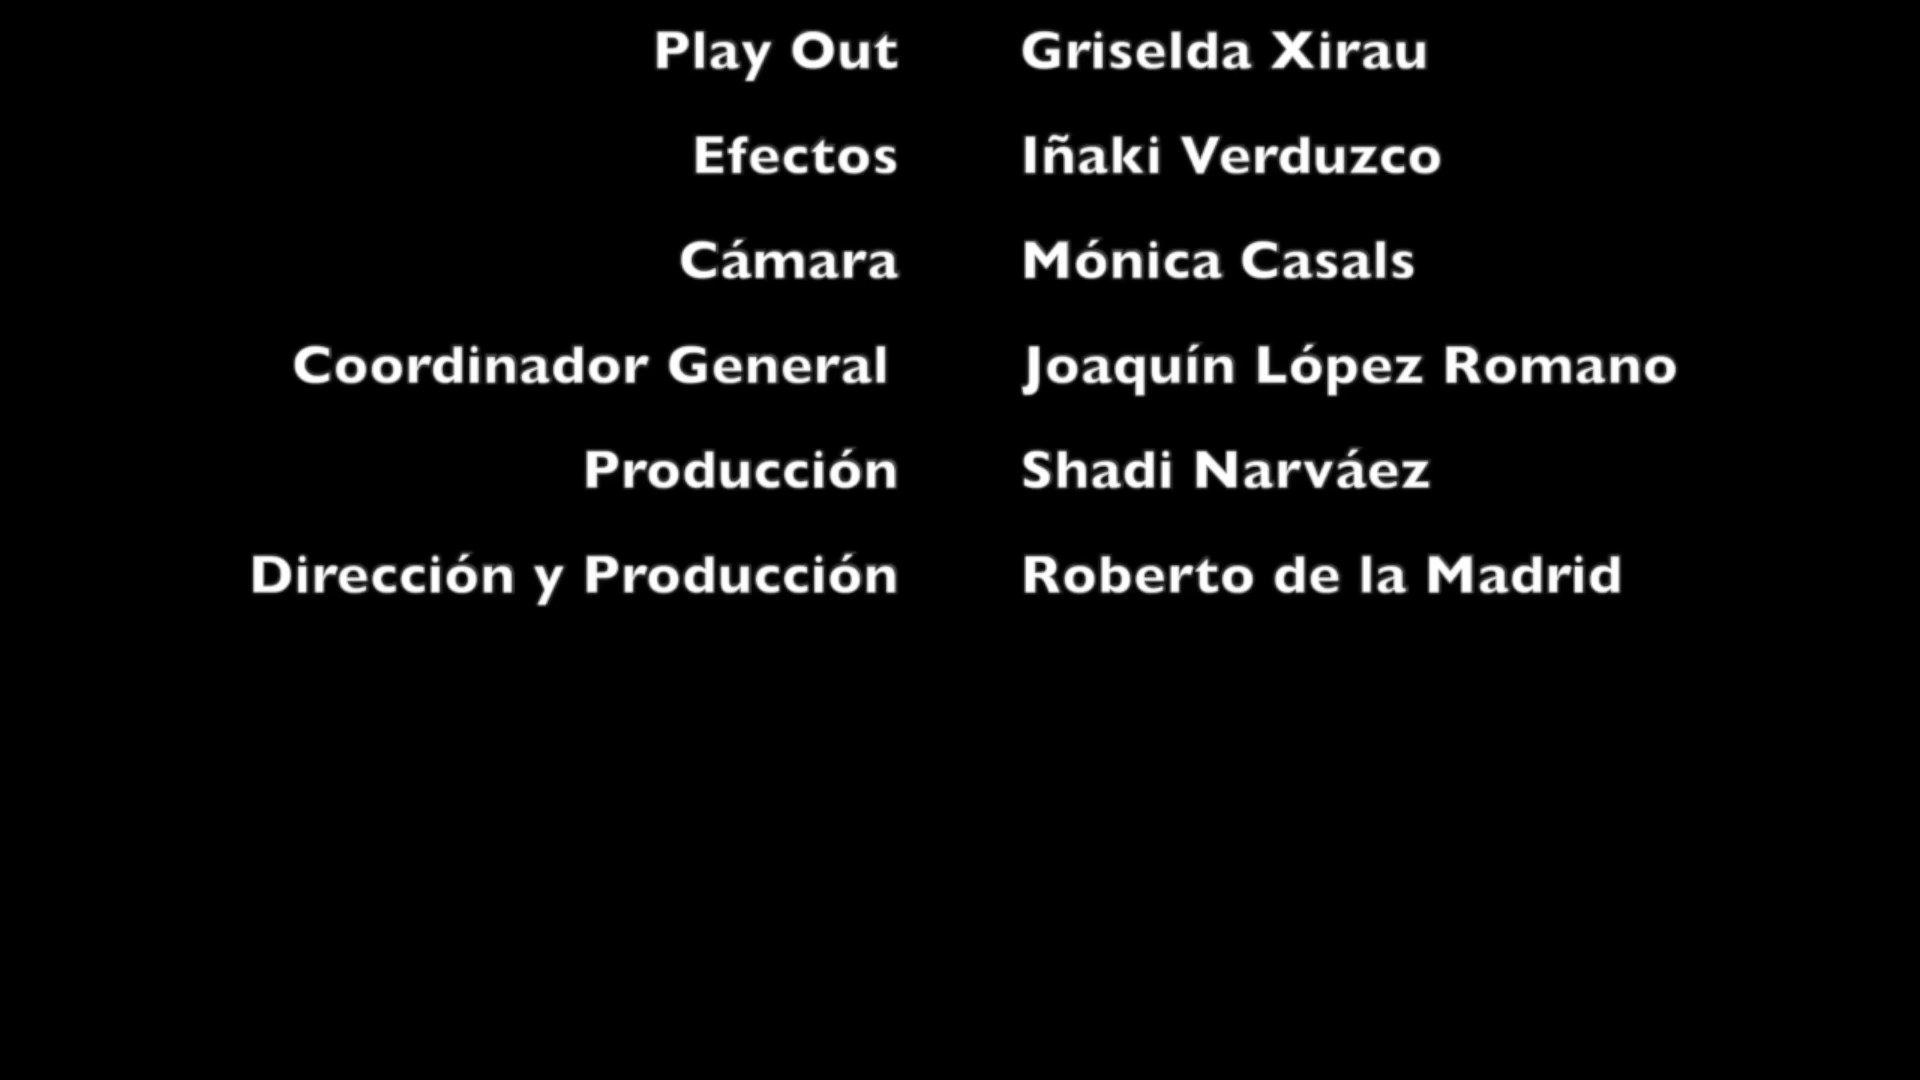 Play Out Griselda Xirau
Efectos Iñaki Verduzco
Cámara Mónica Casals
Coordinador General Joaquín López Romano
Producción Shadi Narváez
Dirección y Producción Roberto de la Madrid